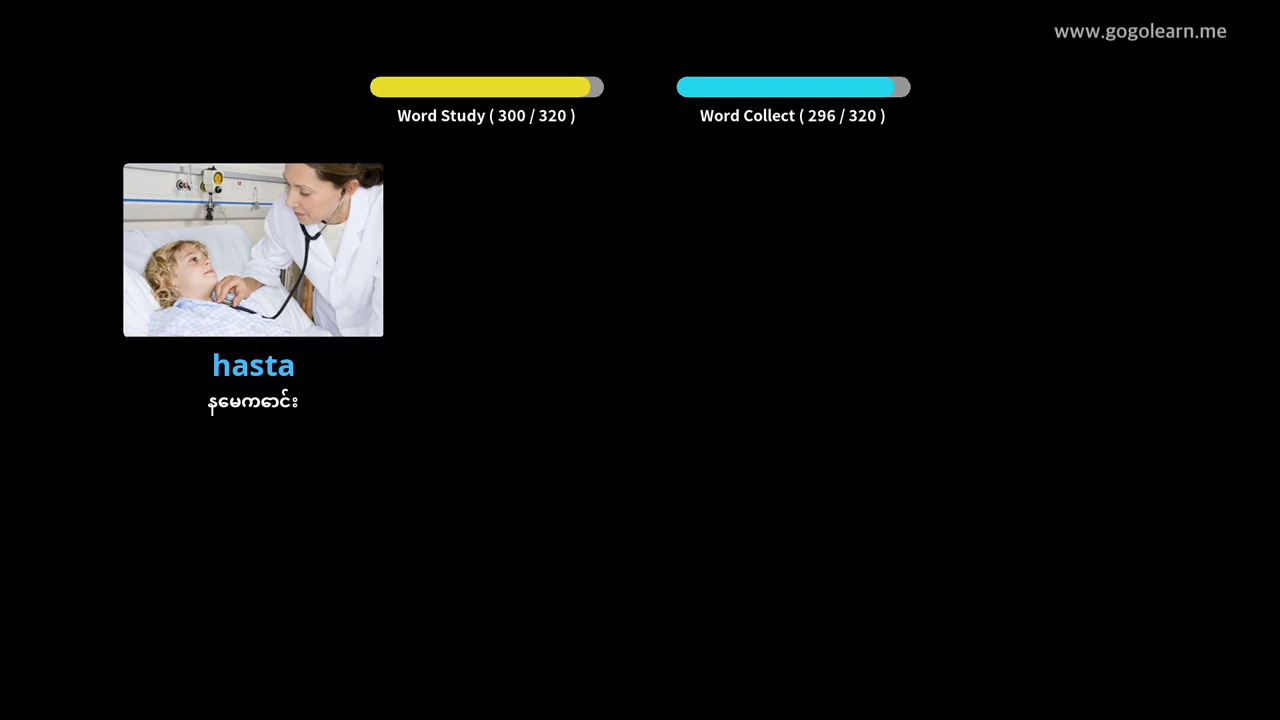 www.gogolearn.me
Word Study ( 300 / 320 )
Word Collect ( 296 / 320 )
hasta
နမေကောင်း